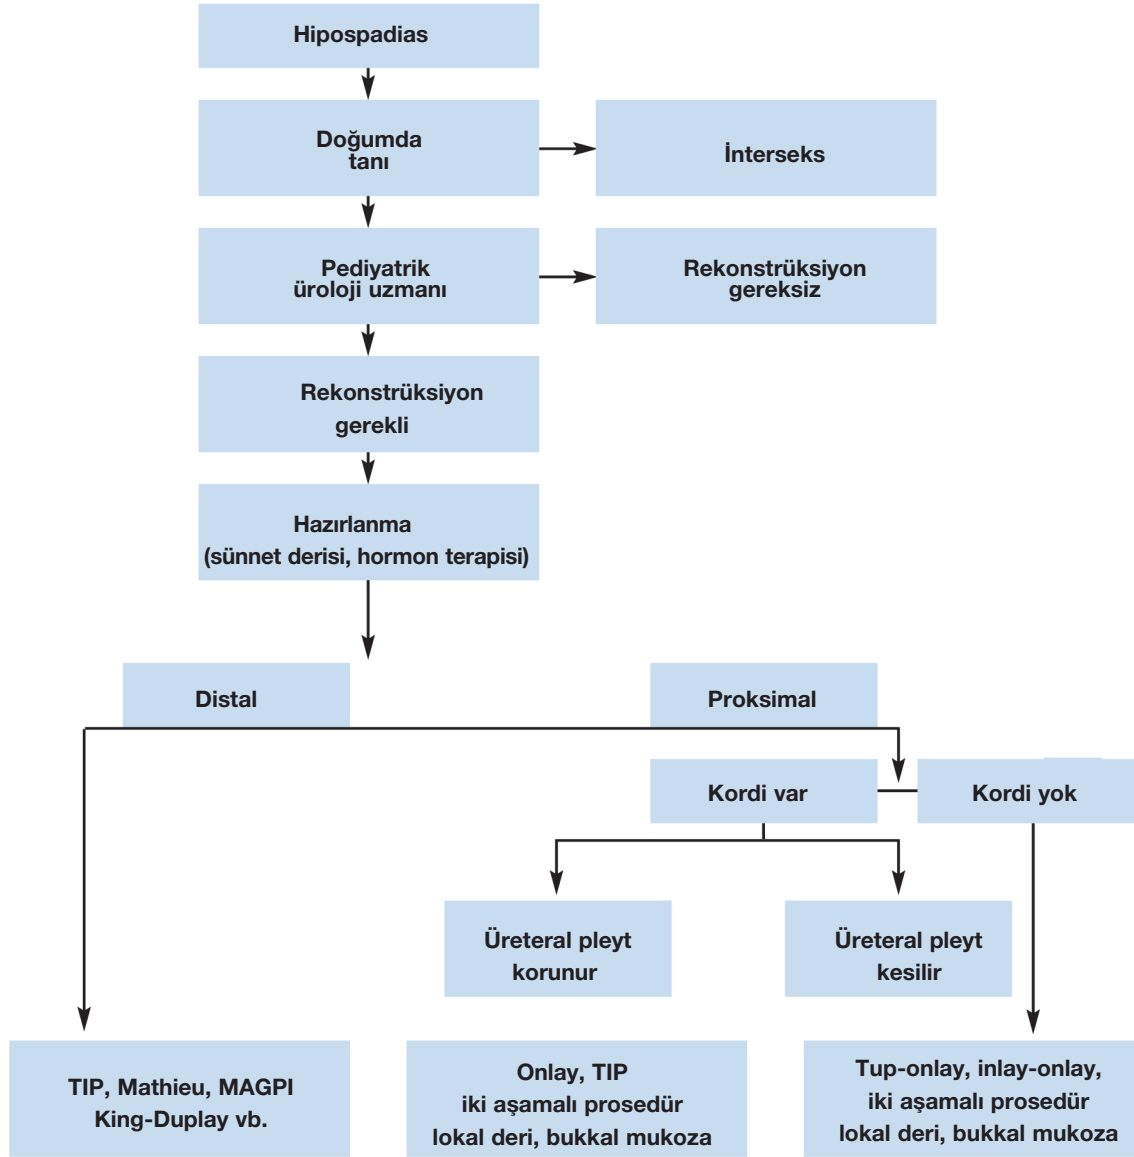 Hipospadias
Doğumda
tanı
İnterseks
Pediyatrik
üroloji uzmanı
Rekonstrüksiyon
gereksiz
Rekonstrüksiyon
gerekli
Hazırlanma
(sünnet derisi, hormon terapisi)
Distal
Proksimal
Kordi var
Kordi yok
Üreteral pleyt
korunur
Üreteral pleyt
kesilir
TIP, Mathieu, MAGPI
King-Duplay vb.
Onlay, TIP
iki aşamalı prosedür
lokal deri, bukkal mukoza
Tup-onlay, inlay-onlay,
iki aşamalı prosedür
lokal deri, bukkal mukoza